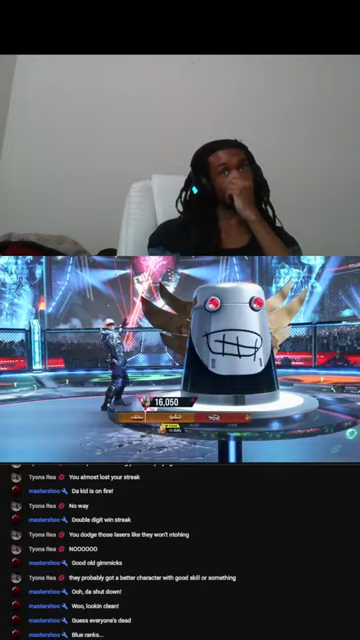 16,050
Tyona Rea You almost lost your streak
mastershoo Da kid is on fire!
Tyona Rea No way
mastershoo Double digit win streak
Tyona Rea You dodge those lasers like they won't ntohing
Tyona Rea NOOOOOO
mastershoo Good old gimmicks
Tyona Rea they probably got a better character with good skill or something
mastershoo Ooh, da shut down!
mastershoo Woo, lookin clean!
mastershoo Guess everyone's dead
mastershoo Blue ranks...